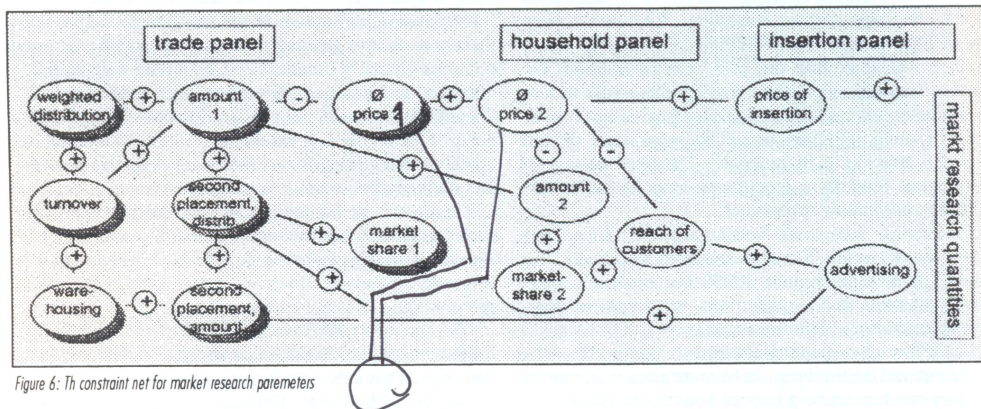 trade panel
household panel
insertion panel
weighted
distribution
+
amount
1
-
Ø
price 1
+
Ø
price 2
+
price of
insertion
+
+
+
+
-
-
turnover
second
placement,
distrib.
+
amount
2
+
+
+
market
share 1
+
reach of
customers
+
+
market-
share 2
+
advertising
ware-
housing
+
second
placement,
amount
+
markt research quantities
Figure 6: Th constraint net for market research paremeters